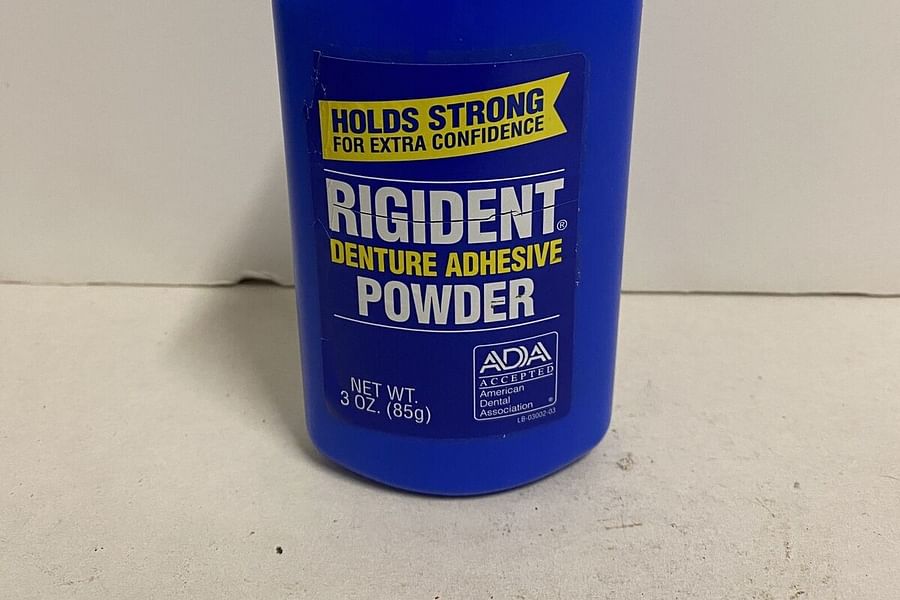 HOLDS STRONG
FOR EXTRA CONFIDENCE
RIGIDENT®
DENTURE ADHESIVE
POWDER
NET WT.
3 OZ. (85g)
ADA
ACCEPTED
American
Dental
Association ®
LB-03002-03